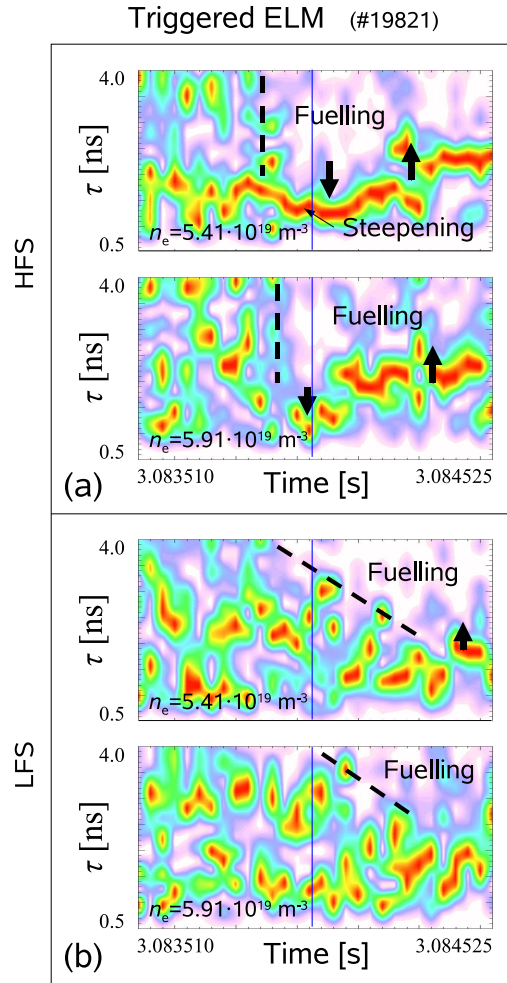 Triggered ELM (#19821)
HFS
4.0
τ [ns]
0.5
Fuelling
Steepening
nₑ=5.41·10¹⁹ m⁻³
4.0
τ [ns]
0.5
Fuelling
nₑ=5.91·10¹⁹ m⁻³
(a)
3.083510
Time [s]
3.084525
LFS
4.0
τ [ns]
0.5
Fuelling
nₑ=5.41·10¹⁹ m⁻³
4.0
τ [ns]
0.5
Fuelling
nₑ=5.91·10¹⁹ m⁻³
(b)
3.083510
Time [s]
3.084525